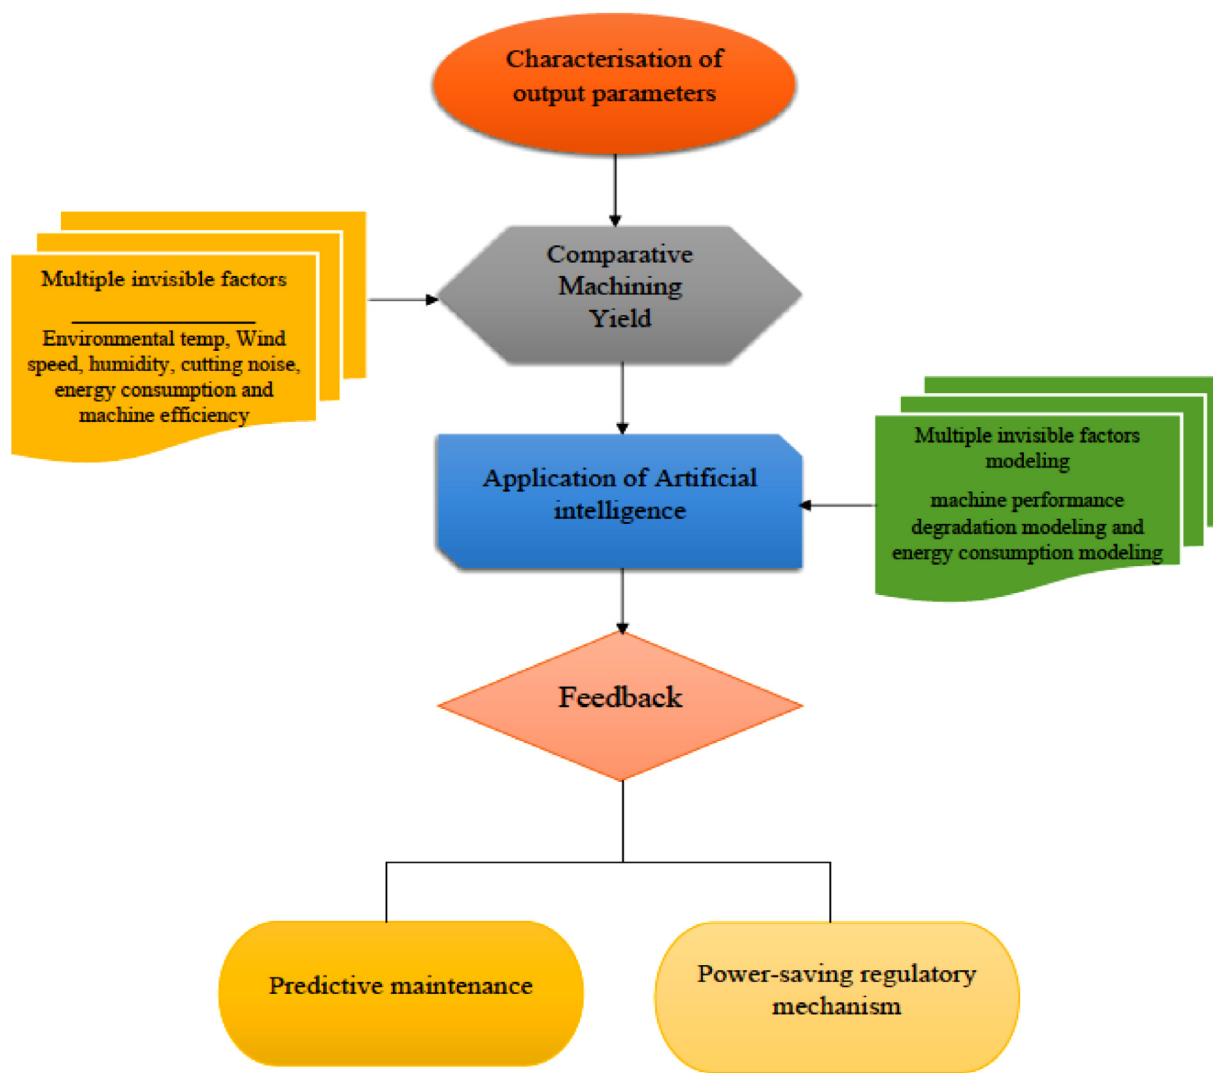 Characterisation of
output parameters
Comparative
Machining
Yield
Multiple invisible factors
Environmental temp, Wind
speed, humidity, cutting noise,
energy consumption and
machine efficiency
Application of Artificial
intelligence
Multiple invisible factors
modeling
machine performance
degradation modeling and
energy consumption modeling
Feedback
Predictive maintenance
Power-saving regulatory
mechanism